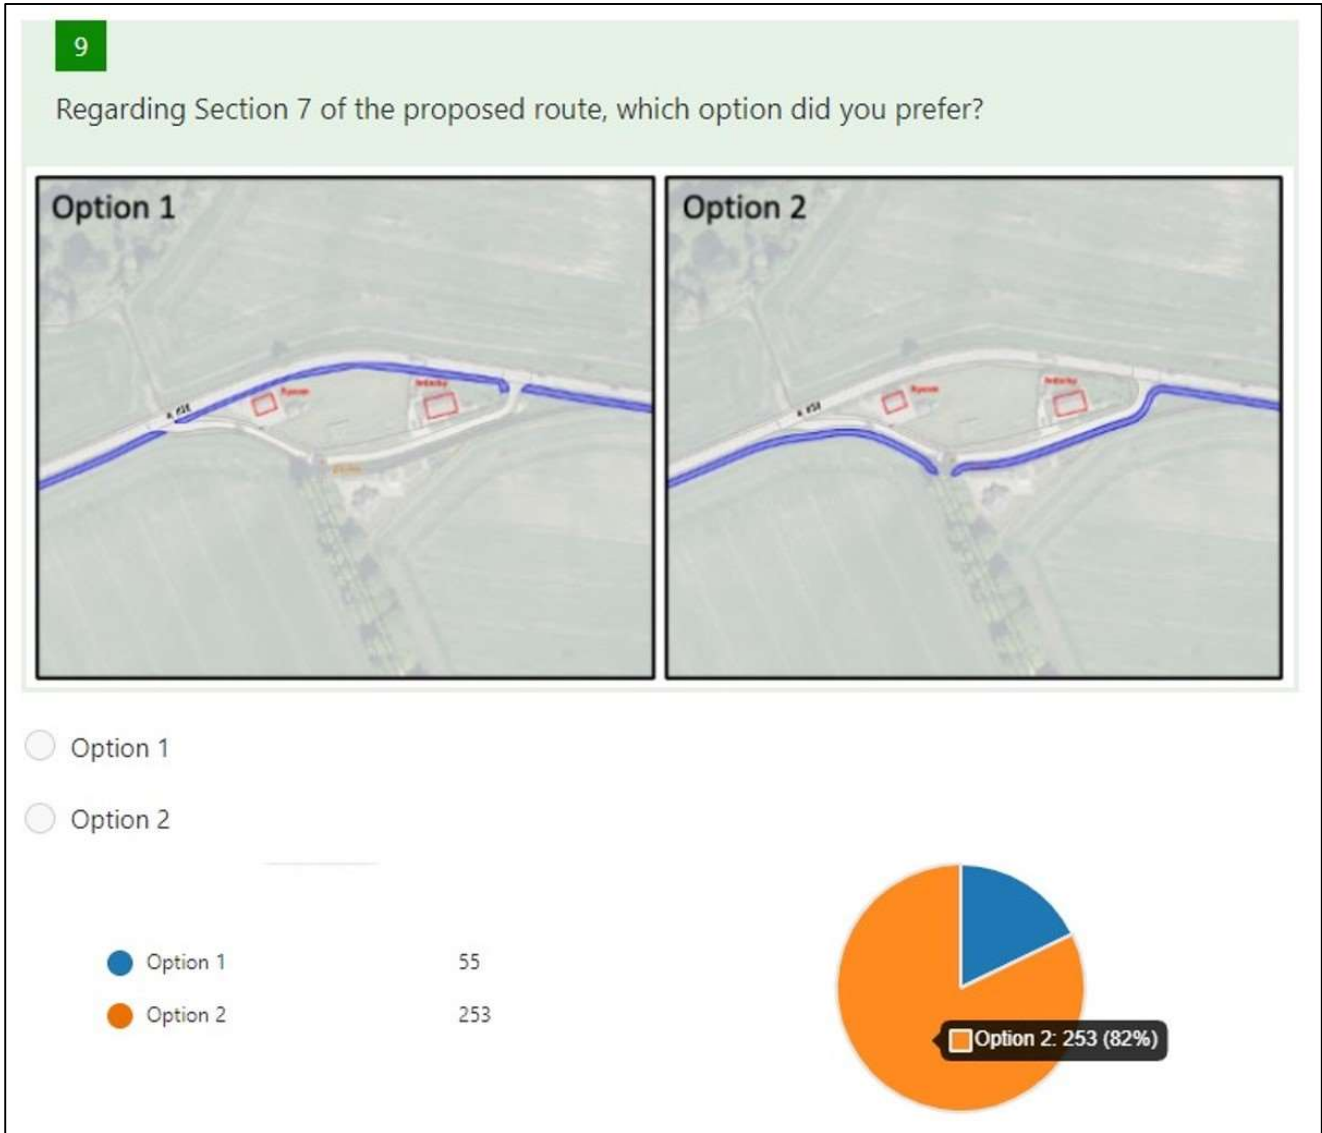 9
Regarding Section 7 of the proposed route, which option did you prefer?
Option 1
Option 2
Option 1
Option 2
Option 1
55
Option 2
253
Option 2: 253 (82%)